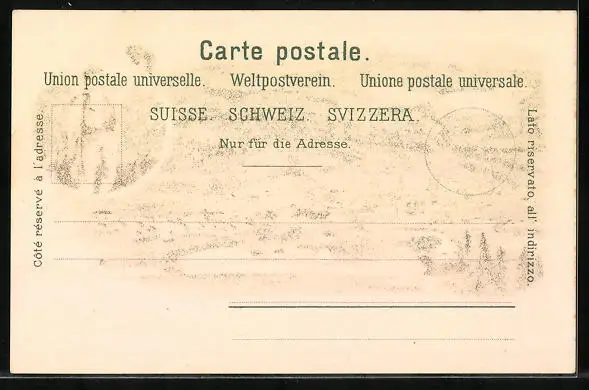 Carte postale.
Union postale universelle. Weltpostverein. Unione postale universale.
SUISSE. SCHWEIZ. SVIZZERA.
Nur für die Adresse.
Côté réservé à l'adresse.
Lato riservato all' indirizzo.